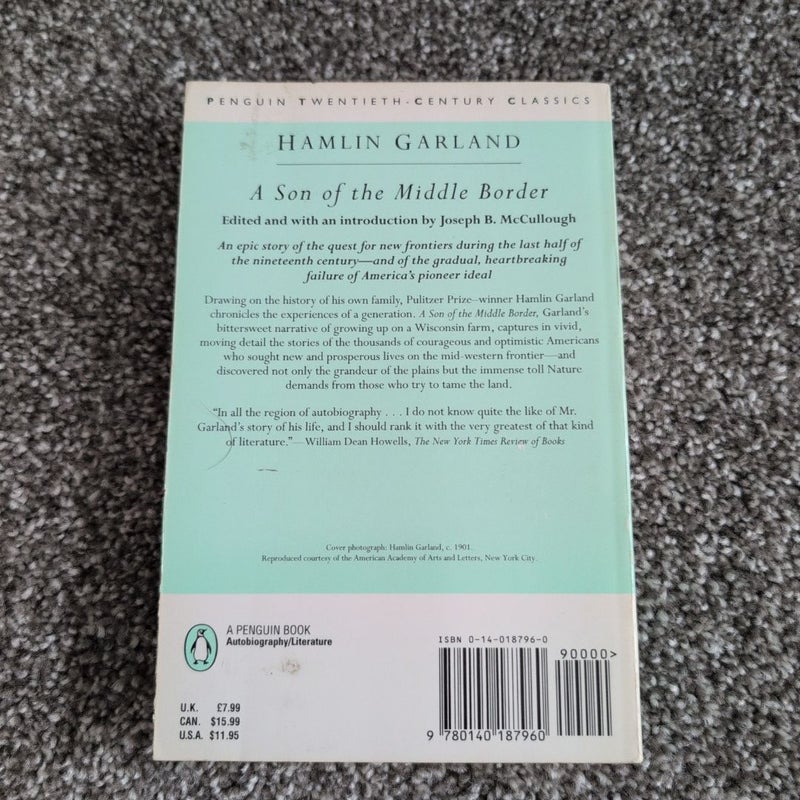 PENGUIN TWENTIETH-CENTURY CLASSICS
HAMLIN GARLAND
A Son of the Middle Border
Edited and with an introduction by Joseph B. McCullough
An epic story of the quest for new frontiers during the last half of
the nineteenth century—and of the gradual, heartbreaking
failure of America's pioneer ideal
Drawing on the history of his own family, Pulitzer Prize–winner Hamlin Garland
chronicles the experiences of a generation. A Son of the Middle Border, Garland's
bittersweet narrative of growing up on a Wisconsin farm, captures in vivid,
moving detail the stories of the thousands of courageous and optimistic Americans
who sought new and prosperous lives on the mid-western frontier—and
discovered not only the grandeur of the plains but the immense toll Nature
demands from those who try to tame the land.
“In all the region of autobiography . . . I do not know quite the like of Mr.
Garland's story of his life, and I should rank it with the very greatest of that kind
of literature.”—William Dean Howells, The New York Times Review of Books
Cover photograph: Hamlin Garland, c. 1901.
Reproduced courtesy of the American Academy of Arts and Letters, New York City.
A PENGUIN BOOK
Autobiography/Literature
U.K. £7.99
CAN. $15.99
U.S.A. $11.95
ISBN 0-14-018796-0
90000>
9 780140 187960